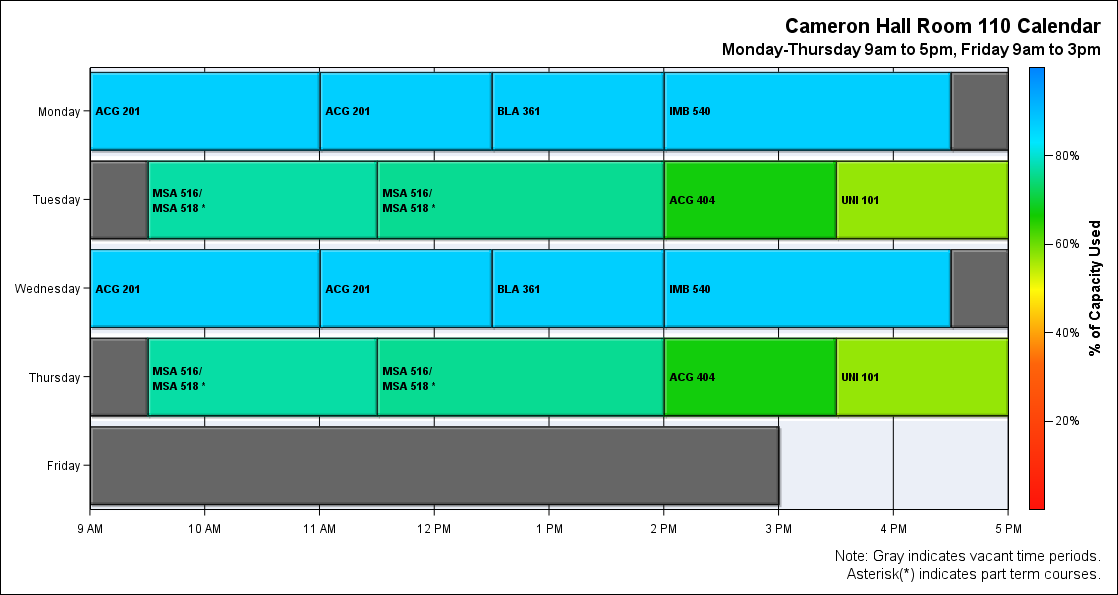 Cameron Hall Room 110 Calendar
Monday-Thursday 9am to 5pm, Friday 9am to 3pm
Monday
ACG 201
ACG 201
BLA 361
IMB 540
Tuesday
MSA 516/
MSA 518 *
MSA 516/
MSA 518 *
ACG 404
UNI 101
Wednesday
ACG 201
ACG 201
BLA 361
IMB 540
Thursday
MSA 516/
MSA 518 *
MSA 516/
MSA 518 *
ACG 404
UNI 101
Friday
9 AM
10 AM
11 AM
12 PM
1 PM
2 PM
3 PM
4 PM
5 PM
80%
60%
40%
20%
% of Capacity Used
Note: Gray indicates vacant time periods.
Asterisk(*) indicates part term courses.